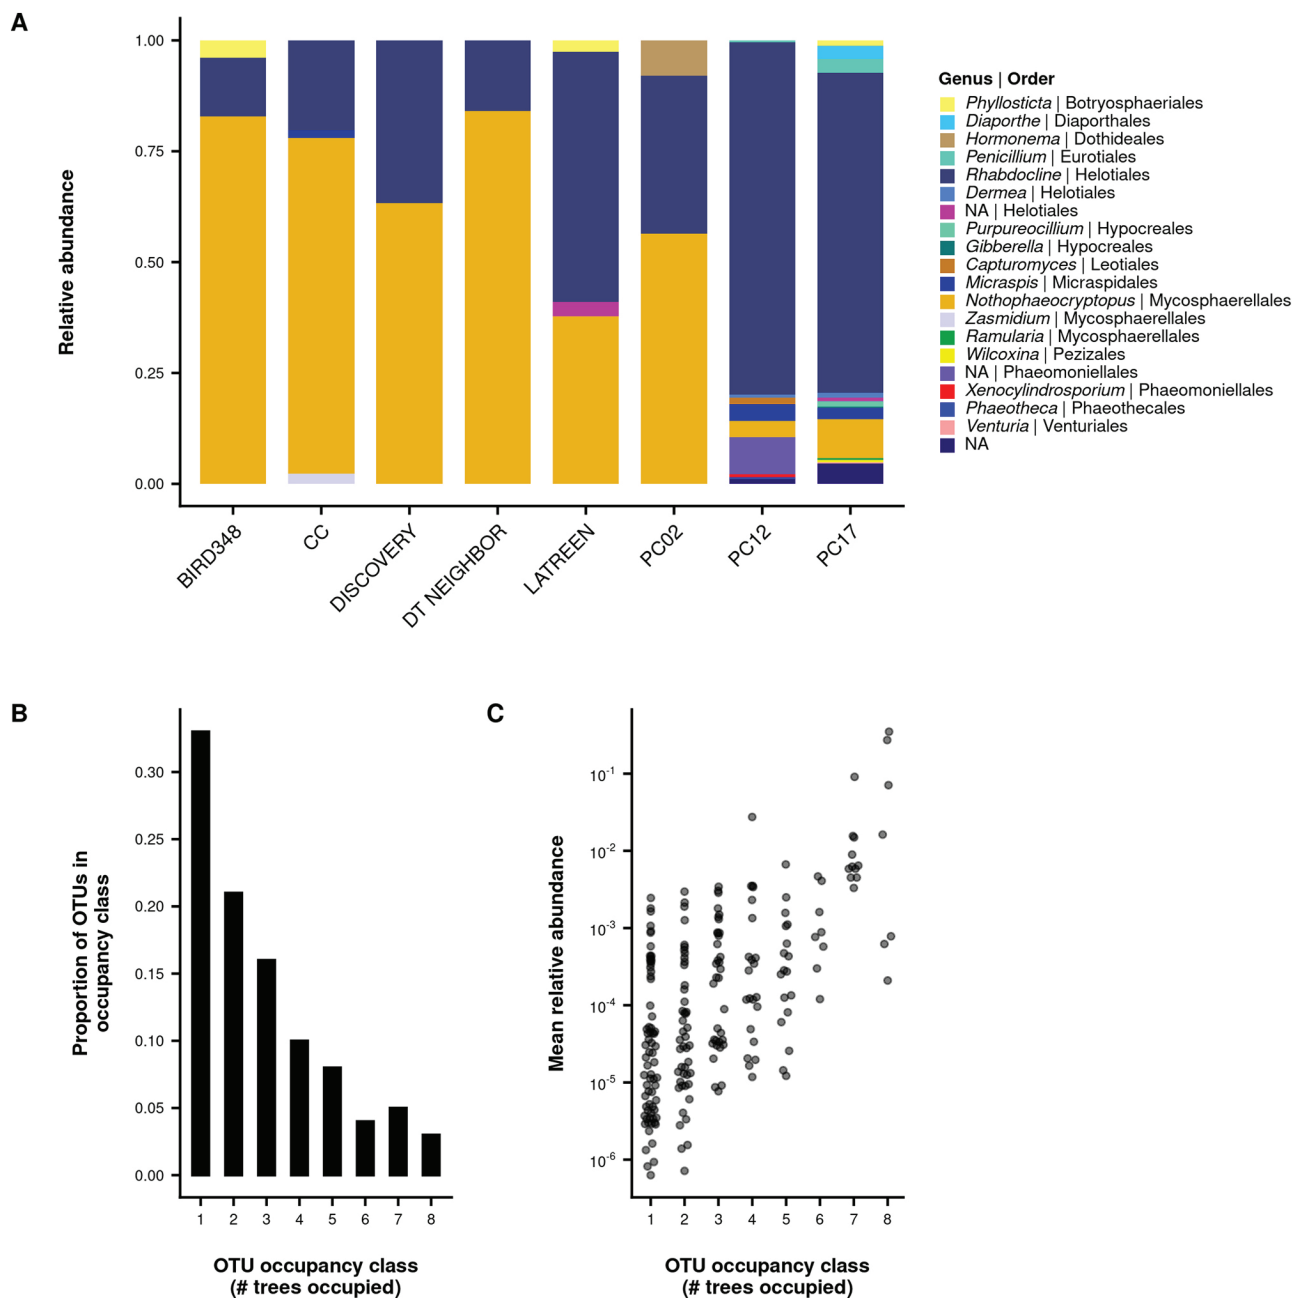 A
1.00
0.75
0.50
0.25
0.00
Relative abundance
BIRD348
CC
DISCOVERY
DT NEIGHBOR
LATREEN
PC02
PC12
PC17
Genus | Order
Phyllosticta | Botryosphaeriales
Diaporthe | Diaporthales
Hormonema | Dothideales
Penicillium | Eurotiales
Rhabdocline | Helotiales
Dermea | Helotiales
NA | Helotiales
Purpureocillium | Hypocreales
Gibberella | Hypocreales
Capturomyces | Leotiales
Micraspis | Micraspidales
Nothophaeocryptopus | Mycosphaerellales
Zasmidium | Mycosphaerellales
Ramularia | Mycosphaerellales
Wilcoxina | Pezizales
NA | Phaeomoniellales
Xenocylindrosporium | Phaeomoniellales
Phaeotheca | Phaeothecales
Venturia | Venturiales
NA
B
0.30
0.25
0.20
0.15
0.10
0.05
0.00
Proportion of OTUs in
occupancy class
1 2 3 4 5 6 7 8
OTU occupancy class
(# trees occupied)
C
10⁻¹
10⁻²
10⁻³
10⁻⁴
10⁻⁵
10⁻⁶
Mean relative abundance
1 2 3 4 5 6 7 8
OTU occupancy class
(# trees occupied)